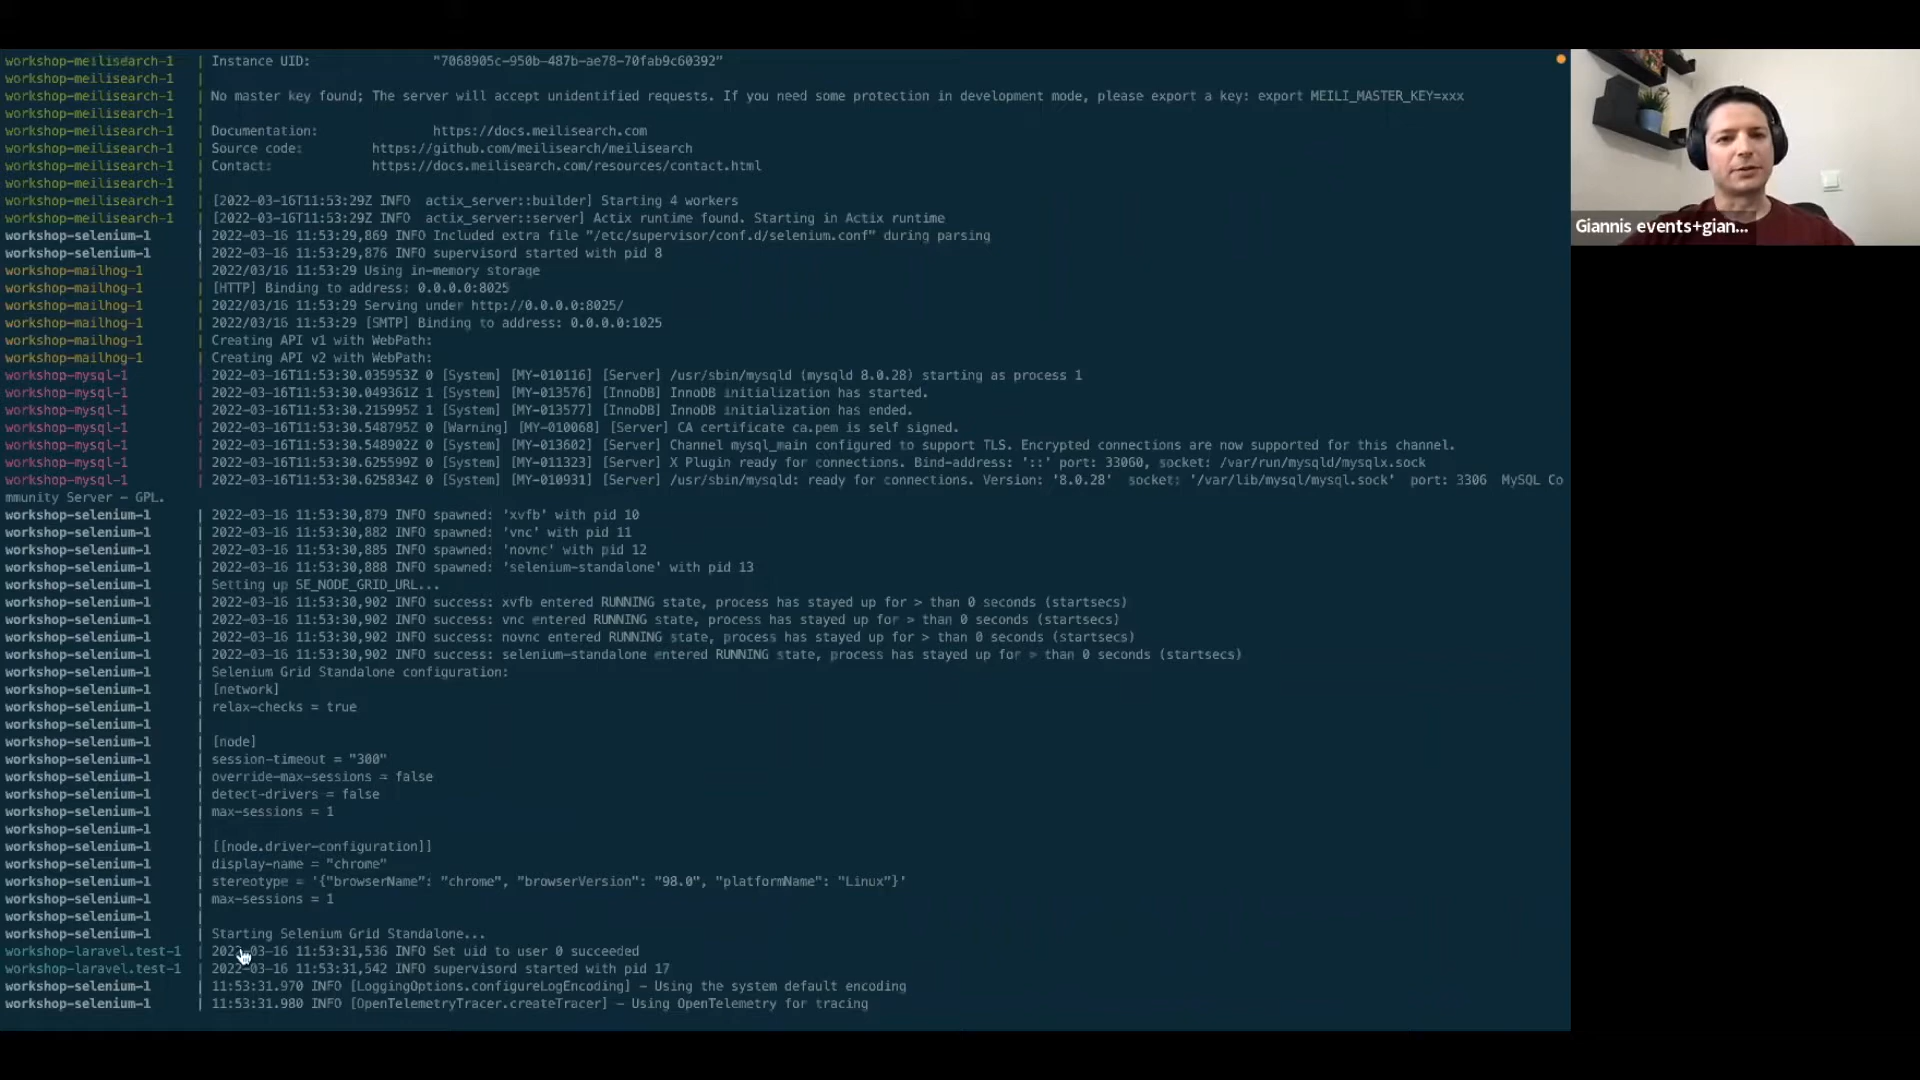 workshop-meilisearch-1 | Instance UID: "7068905c-950b-487b-ae78-70fab9c60392"
workshop-meilisearch-1 |
workshop-meilisearch-1 | No master key found; The server will accept unidentified requests. If you need some protection in development mode, please export a key: export MEILI_MASTER_KEY=xxx
workshop-meilisearch-1 |
workshop-meilisearch-1 | Documentation: https://docs.meilisearch.com
workshop-meilisearch-1 | Source code: https://github.com/meilisearch/meilisearch
workshop-meilisearch-1 | Contact: https://docs.meilisearch.com/resources/contact.html
workshop-meilisearch-1 |
workshop-meilisearch-1 | [2022-03-16T11:53:29Z INFO  actix_server::builder] Starting 4 workers
workshop-meilisearch-1 | [2022-03-16T11:53:29Z INFO  actix_server::server] Actix runtime found. Starting in Actix runtime
workshop-selenium-1 | 2022-03-16 11:53:29,869 INFO Included extra file "/etc/supervisor/conf.d/selenium.conf" during parsing
workshop-selenium-1 | 2022-03-16 11:53:29,876 INFO supervisord started with pid 8
workshop-mailhog-1 | 2022/03/16 11:53:29 Using in-memory storage
workshop-mailhog-1 | [HTTP] Binding to address: 0.0.0.0:8025
workshop-mailhog-1 | 2022/03/16 11:53:29 Serving under http://0.0.0.0:8025/
workshop-mailhog-1 | 2022/03/16 11:53:29 [SMTP] Binding to address: 0.0.0.0:1025
workshop-mailhog-1 | Creating API v1 with WebPath:
workshop-mailhog-1 | Creating API v2 with WebPath:
workshop-mysql-1 | 2022-03-16T11:53:30.035953Z 0 [System] [MY-010116] [Server] /usr/sbin/mysqld (mysqld 8.0.28) starting as process 1
workshop-mysql-1 | 2022-03-16T11:53:30.049361Z 1 [System] [MY-013576] [InnoDB] InnoDB initialization has started.
workshop-mysql-1 | 2022-03-16T11:53:30.215995Z 1 [System] [MY-013577] [InnoDB] InnoDB initialization has ended.
workshop-mysql-1 | 2022-03-16T11:53:30.548795Z 0 [Warning] [MY-010068] [Server] CA certificate ca.pem is self signed.
workshop-mysql-1 | 2022-03-16T11:53:30.548902Z 0 [System] [MY-013602] [Server] Channel mysql_main configured to support TLS. Encrypted connections are now supported for this channel.
workshop-mysql-1 | 2022-03-16T11:53:30.625599Z 0 [System] [MY-011323] [Server] X Plugin ready for connections. Bind-address: '::' port: 33060, socket: /var/run/mysqld/mysqlx.sock
workshop-mysql-1 | 2022-03-16T11:53:30.625834Z 0 [System] [MY-010931] [Server] /usr/sbin/mysqld: ready for connections. Version: '8.0.28'  socket: '/var/lib/mysql/mysql.sock'  port: 3306  MySQL Co
mmunity Server - GPL.
workshop-selenium-1 | 2022-03-16 11:53:30,879 INFO spawned: 'xvfb' with pid 10
workshop-selenium-1 | 2022-03-16 11:53:30,882 INFO spawned: 'vnc' with pid 11
workshop-selenium-1 | 2022-03-16 11:53:30,885 INFO spawned: 'novnc' with pid 12
workshop-selenium-1 | 2022-03-16 11:53:30,888 INFO spawned: 'selenium-standalone' with pid 13
workshop-selenium-1 | Setting up SE_NODE_GRID_URL...
workshop-selenium-1 | 2022-03-16 11:53:30,902 INFO success: xvfb entered RUNNING state, process has stayed up for > than 0 seconds (startsecs)
workshop-selenium-1 | 2022-03-16 11:53:30,902 INFO success: vnc entered RUNNING state, process has stayed up for > than 0 seconds (startsecs)
workshop-selenium-1 | 2022-03-16 11:53:30,902 INFO success: novnc entered RUNNING state, process has stayed up for > than 0 seconds (startsecs)
workshop-selenium-1 | 2022-03-16 11:53:30,902 INFO success: selenium-standalone entered RUNNING state, process has stayed up for > than 0 seconds (startsecs)
workshop-selenium-1 | Selenium Grid Standalone configuration:
workshop-selenium-1 | [network]
workshop-selenium-1 | relax-checks = true
workshop-selenium-1 |
workshop-selenium-1 | [node]
workshop-selenium-1 | session-timeout = "300"
workshop-selenium-1 | override-max-sessions = false
workshop-selenium-1 | detect-drivers = false
workshop-selenium-1 | max-sessions = 1
workshop-selenium-1 |
workshop-selenium-1 | [[node.driver-configuration]]
workshop-selenium-1 | display-name = "chrome"
workshop-selenium-1 | stereotype = '{"browserName": "chrome", "browserVersion": "98.0", "platformName": "Linux"}'
workshop-selenium-1 | max-sessions = 1
workshop-selenium-1 |
workshop-selenium-1 | Starting Selenium Grid Standalone...
workshop-laravel.test-1 | 2022-03-16 11:53:31,536 INFO Set uid to user 0 succeeded
workshop-laravel.test-1 | 2022-03-16 11:53:31,542 INFO supervisord started with pid 17
workshop-selenium-1 | 11:53:31.970 INFO [LoggingOptions.configureLogEncoding] - Using the system default encoding
workshop-selenium-1 | 11:53:31.980 INFO [OpenTelemetryTracer.createTracer] - Using OpenTelemetry for tracing
Giannis events+gian...